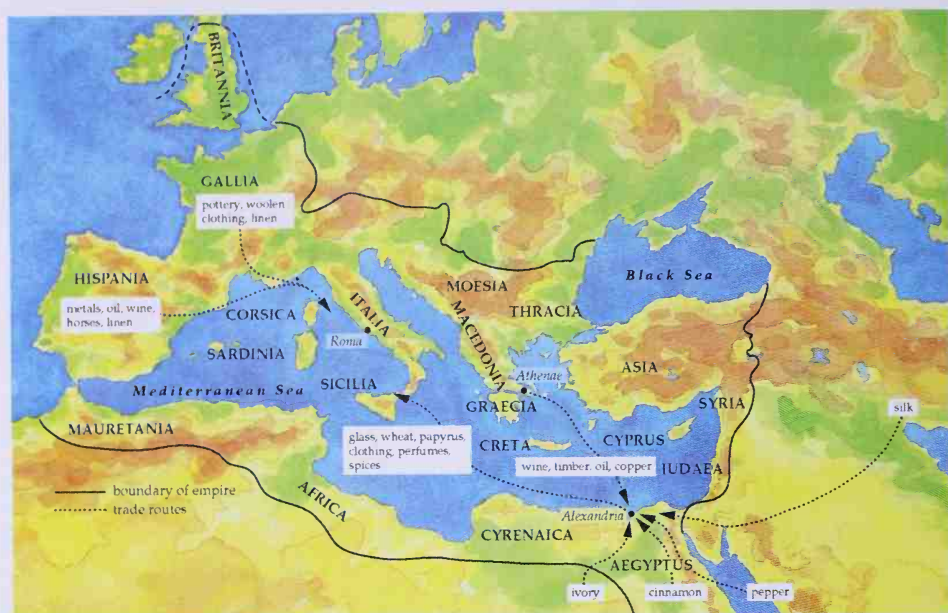 BRITANNIA
GALLIA
pottery, woolen
clothing, linen
HISPANIA
metals, oil, wine,
horses, linen
CORSICA
ITALIA
Roma
SARDINIA
Mediterranean Sea
SICILIA
MAURETANIA
MOESIA
MACEDONIA
THRACIA
Black Sea
Athenae
GRAECIA
ASIA
SYRIA
silk
CRETA
CYPRUS
IUDAEA
glass, wheat, papyrus,
clothing, perfumes,
spices
wine, timber, oil, copper
boundary of empire
trade routes
AFRICA
CYRENAICA
Alexandria
AEGYPTUS
ivory
cinnamon
pepper